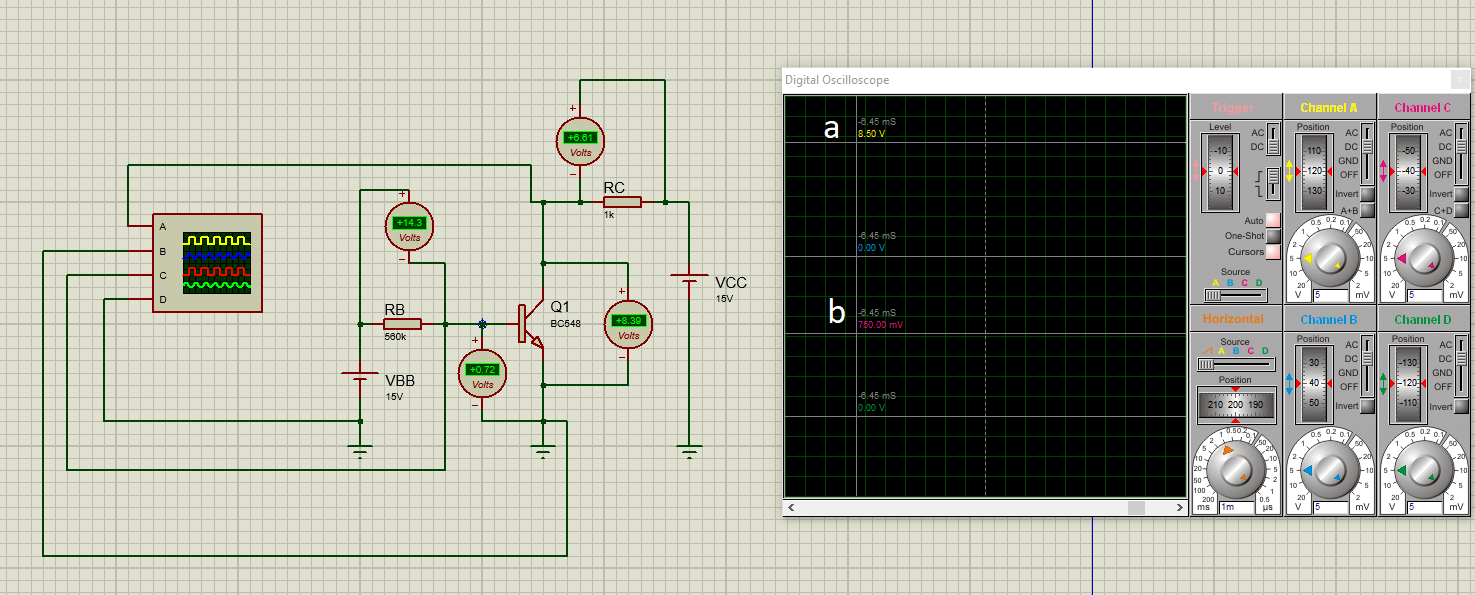 Digital Oscilloscope
+6.61
Volts
RC
1k
+14.3
Volts
A
B
C
D
RB
560k
Q1
BC548
+8.39
Volts
VCC
15V
+0.72
Volts
VBB
15V
a
-6.45 mS
8.50 V
-6.45 mS
0.00 V
b
-6.45 mS
750.00 mV
-6.45 mS
0.00 V
Trigger
Level
AC
DC
-10
0
10
Auto
One-Shot
Cursors
Source
A B C D
Channel A
Position
110
120
130
AC
DC
GND
OFF
Invert
A+B
V
5
mV
Channel C
Position
-50
-40
-30
AC
DC
GND
OFF
Invert
C+D
V
5
mV
Horizontal
Source
A B C D
Position
210 200 190
ms
1m
µs
Channel B
Position
30
40
50
AC
DC
GND
OFF
Invert
V
5
mV
Channel D
Position
-130
-120
-110
AC
DC
GND
OFF
Invert
V
5
mV